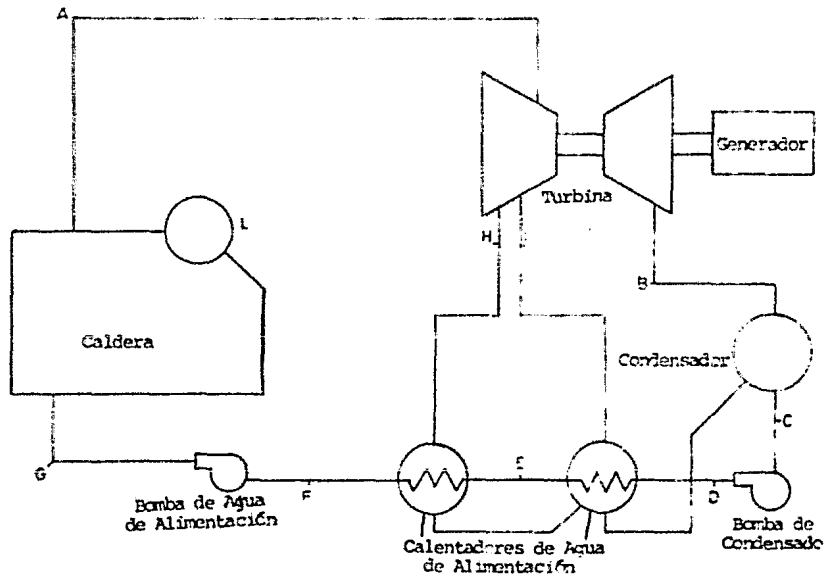 A
Generador
Turbina
L
H
B
Caldera
Condensador
C
G
E
F
D
Bomba de Agua
de Alimentación
Calentadores de Agua
de Alimentación
Bomba de
Condensado